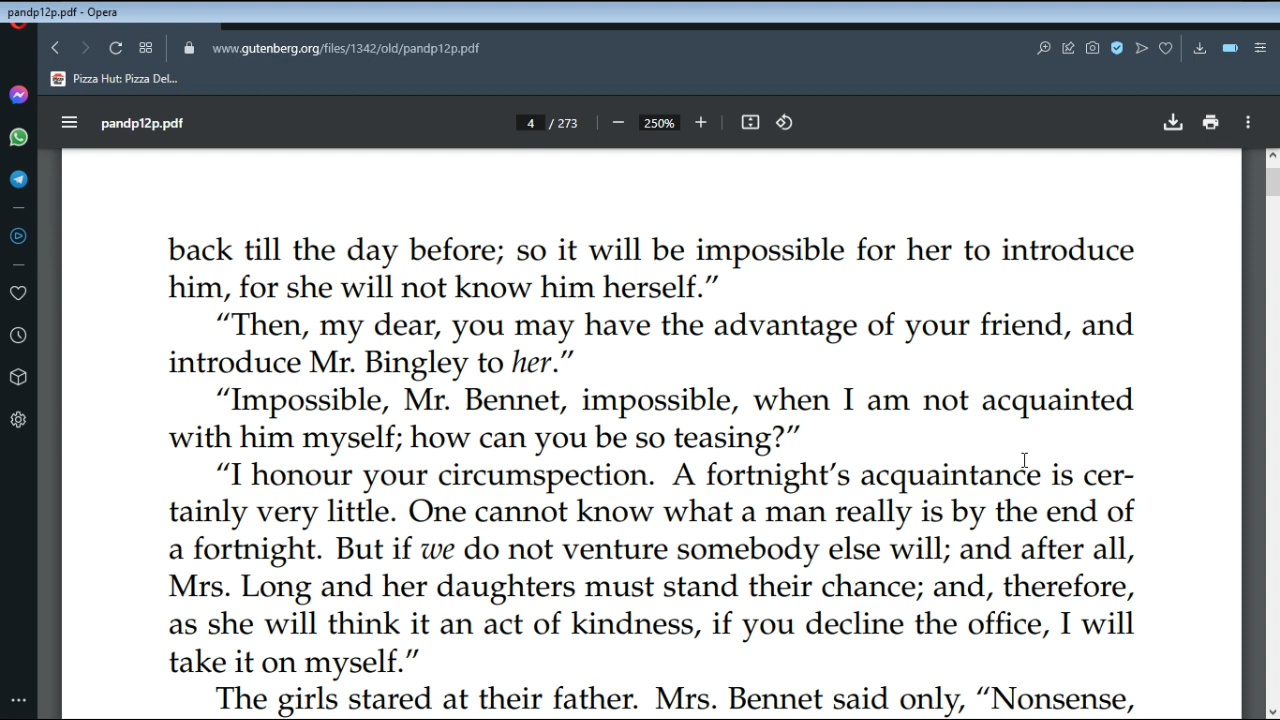 pandp12p.pdf - Opera
www.gutenberg.org/files/1342/old/pandp12p.pdf
Pizza Hut: Pizza Del...
pandp12p.pdf
4 / 273
250%
back till the day before; so it will be impossible for her to introduce
him, for she will not know him herself.”
“Then, my dear, you may have the advantage of your friend, and
introduce Mr. Bingley to her.”
“Impossible, Mr. Bennet, impossible, when I am not acquainted
with him myself; how can you be so teasing?”
“I honour your circumspection. A fortnight’s acquaintance is cer-
tainly very little. One cannot know what a man really is by the end of
a fortnight. But if we do not venture somebody else will; and after all,
Mrs. Long and her daughters must stand their chance; and, therefore,
as she will think it an act of kindness, if you decline the office, I will
take it on myself.”
The girls stared at their father. Mrs. Bennet said only, “Nonsense,